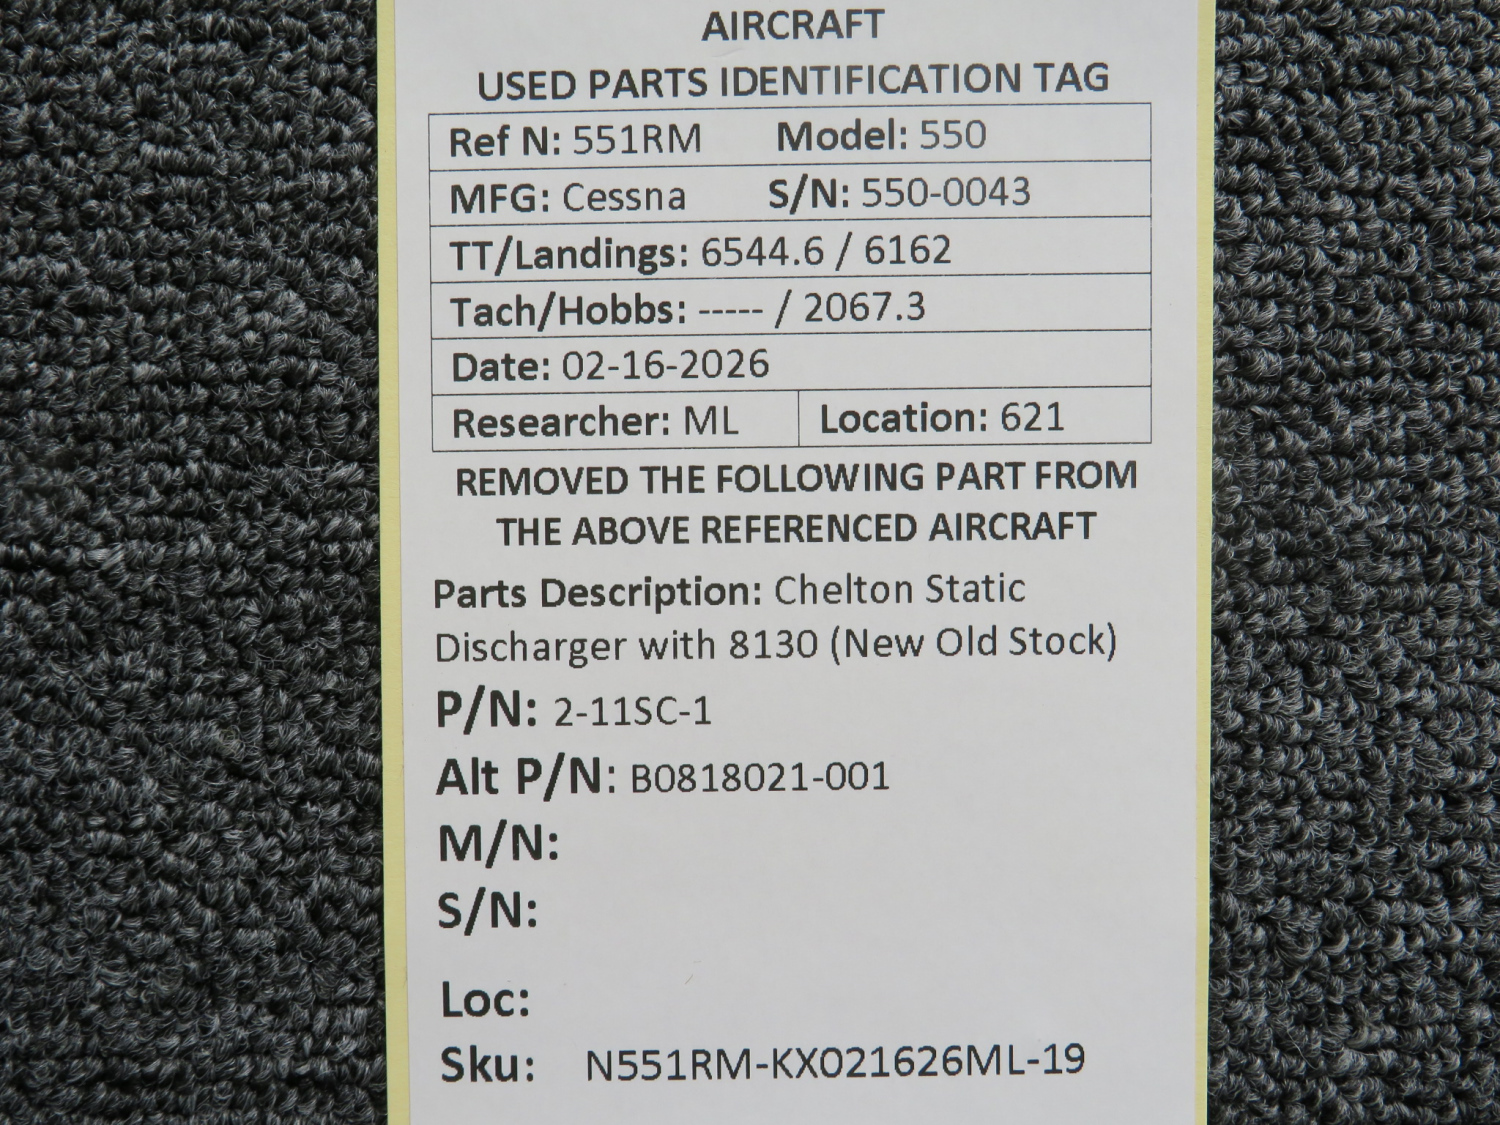 AIRCRAFT
USED PARTS IDENTIFICATION TAG
Ref N: 551RM Model: 550
MFG: Cessna S/N: 550-0043
TT/Landings: 6544.6 / 6162
Tach/Hobbs: ----- / 2067.3
Date: 02-16-2026
Researcher: ML Location: 621
REMOVED THE FOLLOWING PART FROM
THE ABOVE REFERENCED AIRCRAFT
Parts Description: Chelton Static
Discharger with 8130 (New Old Stock)
P/N: 2-11SC-1
Alt P/N: B0818021-001
M/N:
S/N:
Loc:
Sku: N551RM-KX021626ML-19